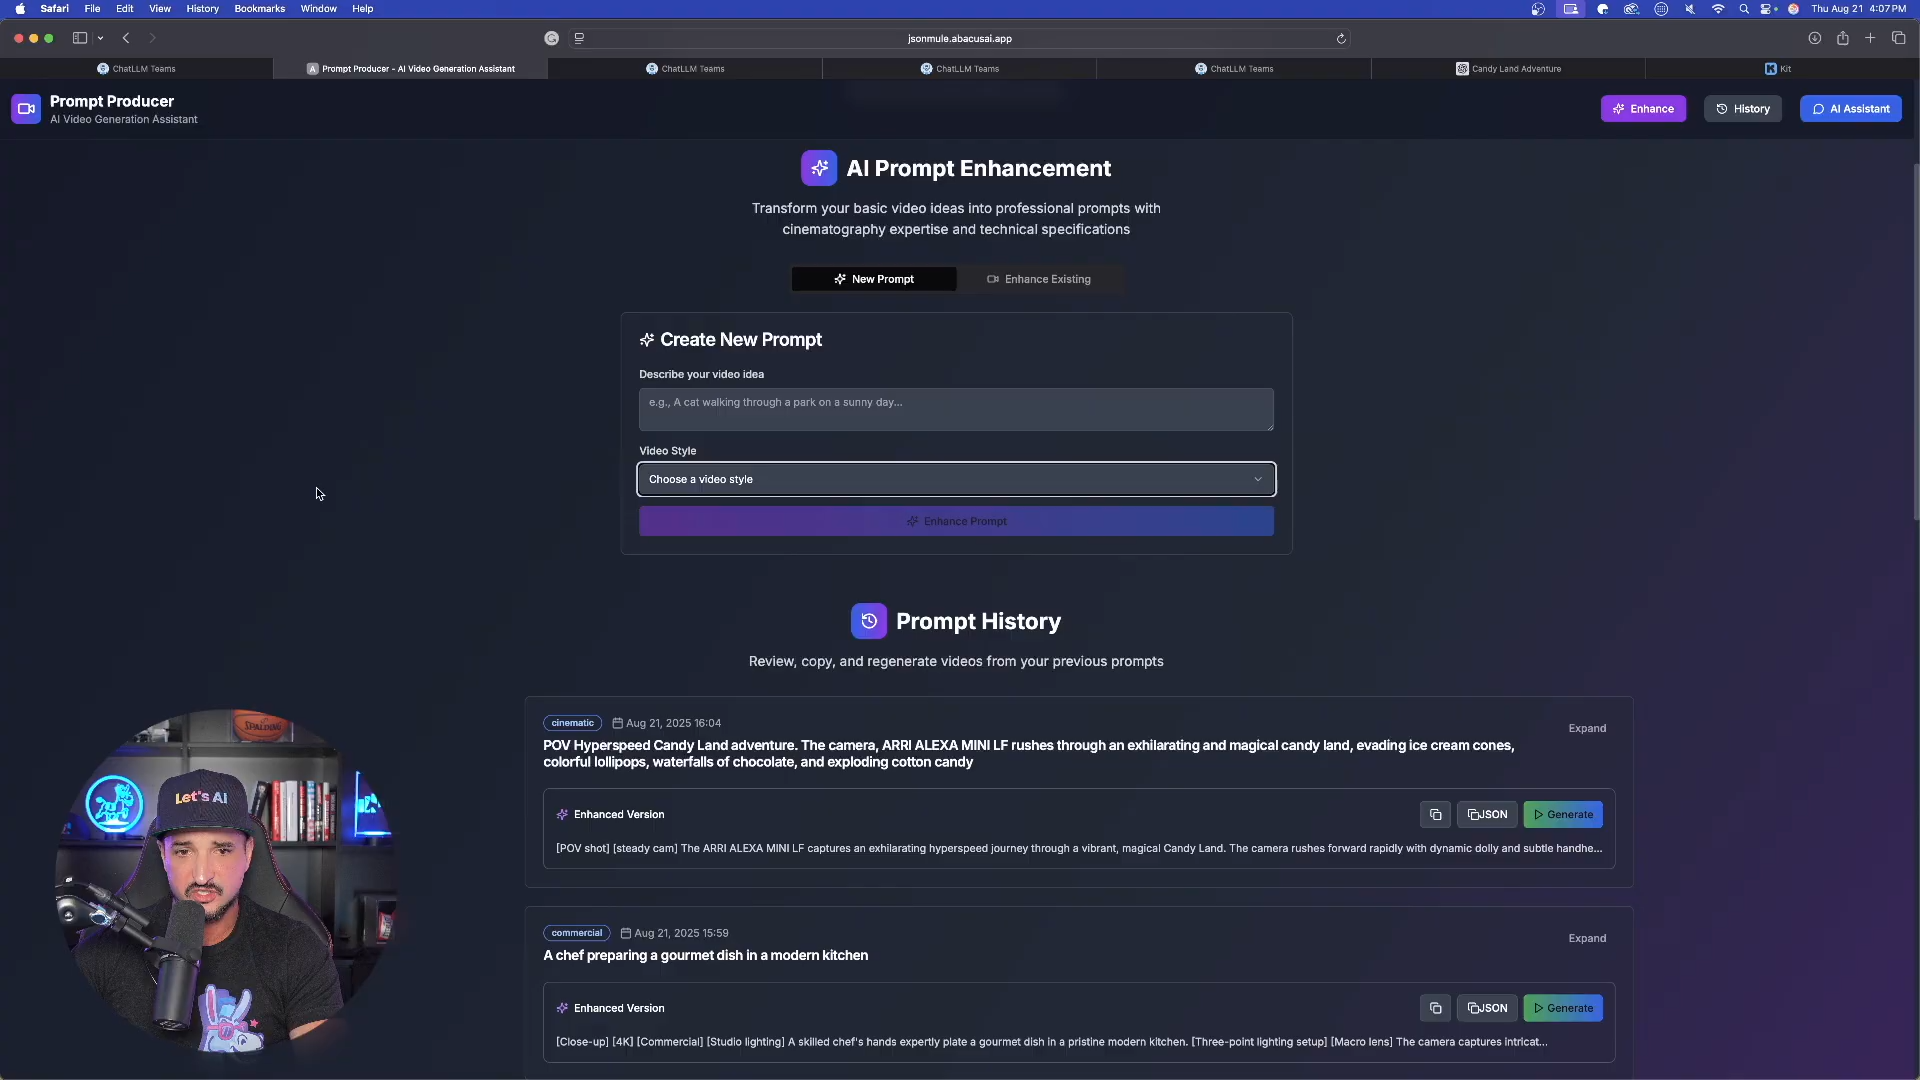 Safari File Edit View History Bookmarks Window Help
Thu Aug 21 4:07PM
jsonmule.abacusai.app
ChatLLM Teams
Prompt Producer - AI Video Generation Assistant
ChatLLM Teams
ChatLLM Teams
ChatLLM Teams
Candy Land Adventure
Kit
Prompt Producer
AI Video Generation Assistant
Enhance
History
AI Assistant
AI Prompt Enhancement
Transform your basic video ideas into professional prompts with
cinematography expertise and technical specifications
New Prompt
Enhance Existing
Create New Prompt
Describe your video idea
e.g., A cat walking through a park on a sunny day...
Video Style
Choose a video style
Enhance Prompt
Prompt History
Review, copy, and regenerate videos from your previous prompts
cinematic
Aug 21, 2025 16:04
Expand
POV Hyperspeed Candy Land adventure. The camera, ARRI ALEXA MINI LF rushes through an exhilarating and magical candy land, evading ice cream cones,
colorful lollipops, waterfalls of chocolate, and exploding cotton candy
Enhanced Version
JSON
Generate
[POV shot] [steady cam] The ARRI ALEXA MINI LF captures an exhilarating hyperspeed journey through a vibrant, magical Candy Land. The camera rushes forward rapidly with dynamic dolly and subtle handhe...
commercial
Aug 21, 2025 15:59
Expand
A chef preparing a gourmet dish in a modern kitchen
Enhanced Version
JSON
Generate
[Close-up] [4K] [Commercial] [Studio lighting] A skilled chef's hands expertly plate a gourmet dish in a pristine modern kitchen. [Three-point lighting setup] [Macro lens] The camera captures intricat...
SPALDING
Let's AI